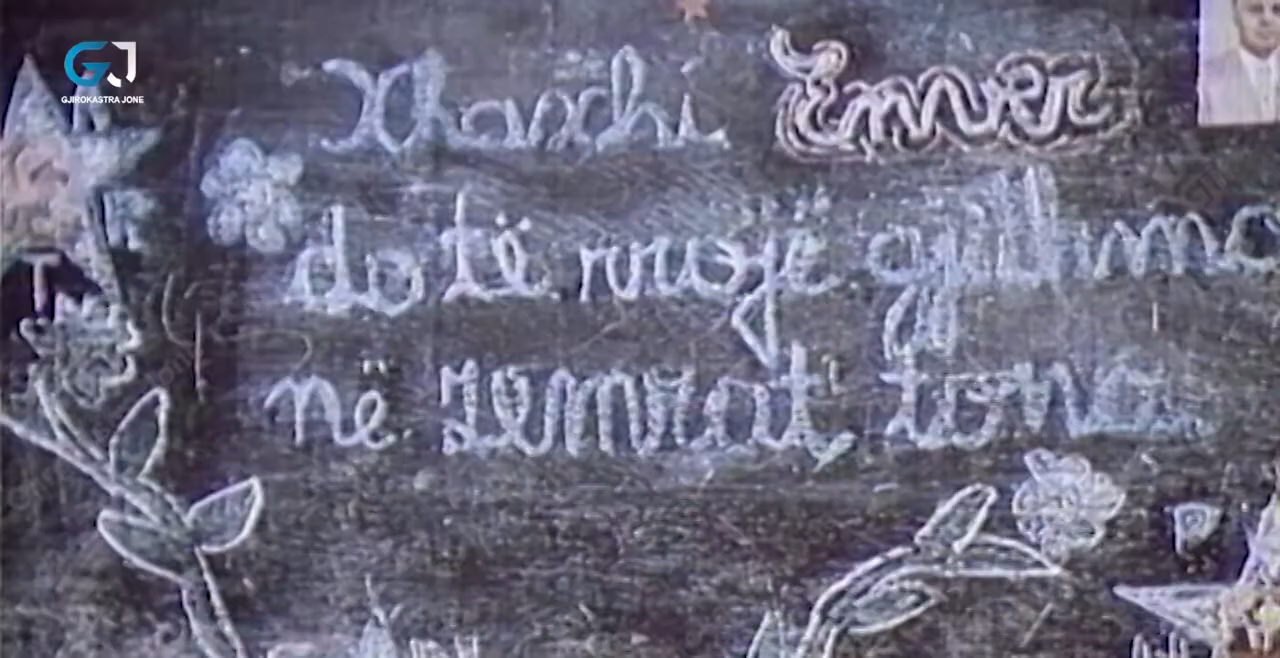 GJ
GJIROKASTRA JONE
Xhaxhi Enver
do të rrojë gjithmo
në zemrat tona
T
P